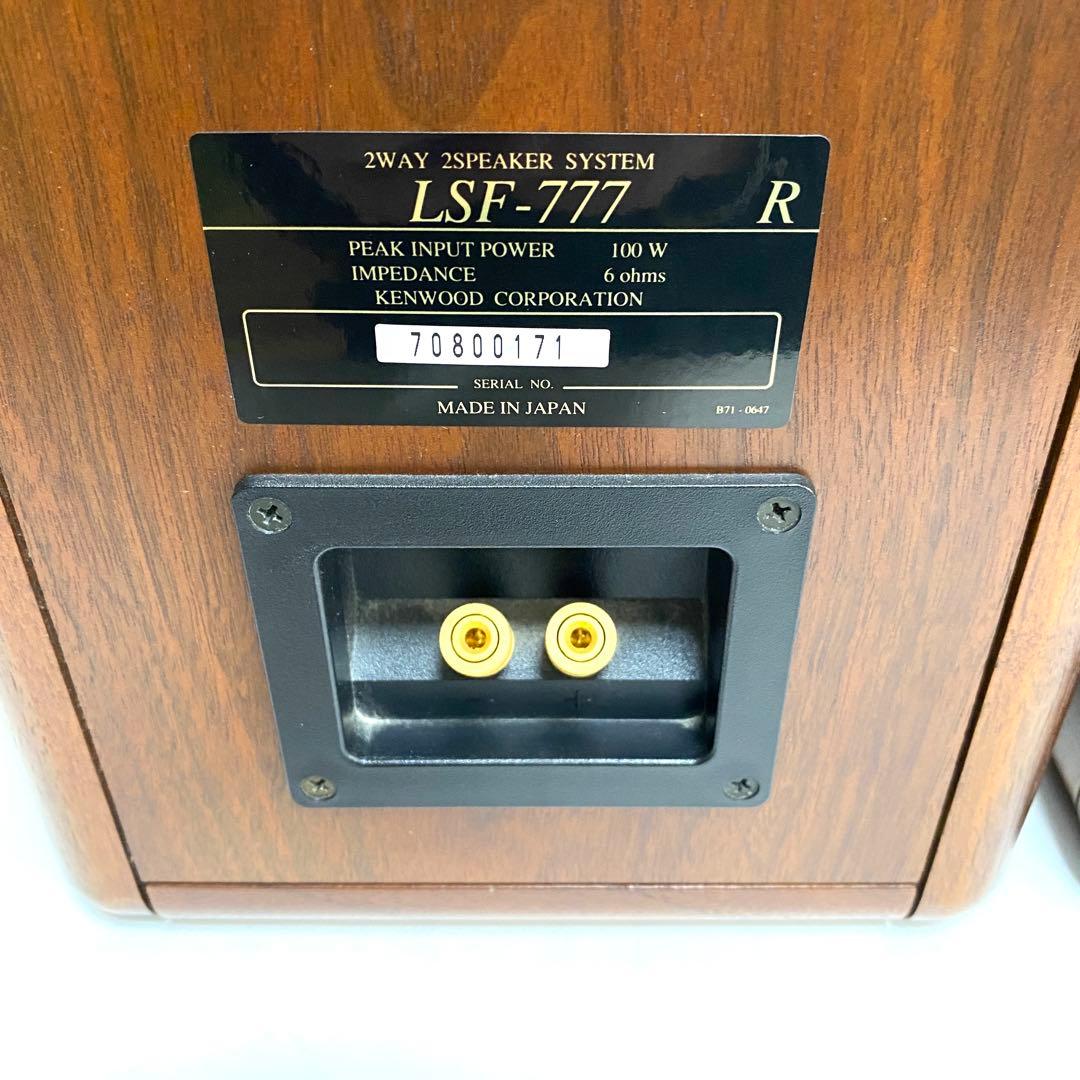 2WAY 2SPEAKER SYSTEM
LSF-777 R
PEAK INPUT POWER 100 W
IMPEDANCE 6 ohms
KENWOOD CORPORATION
70800171
SERIAL NO.
MADE IN JAPAN B71-0647
+